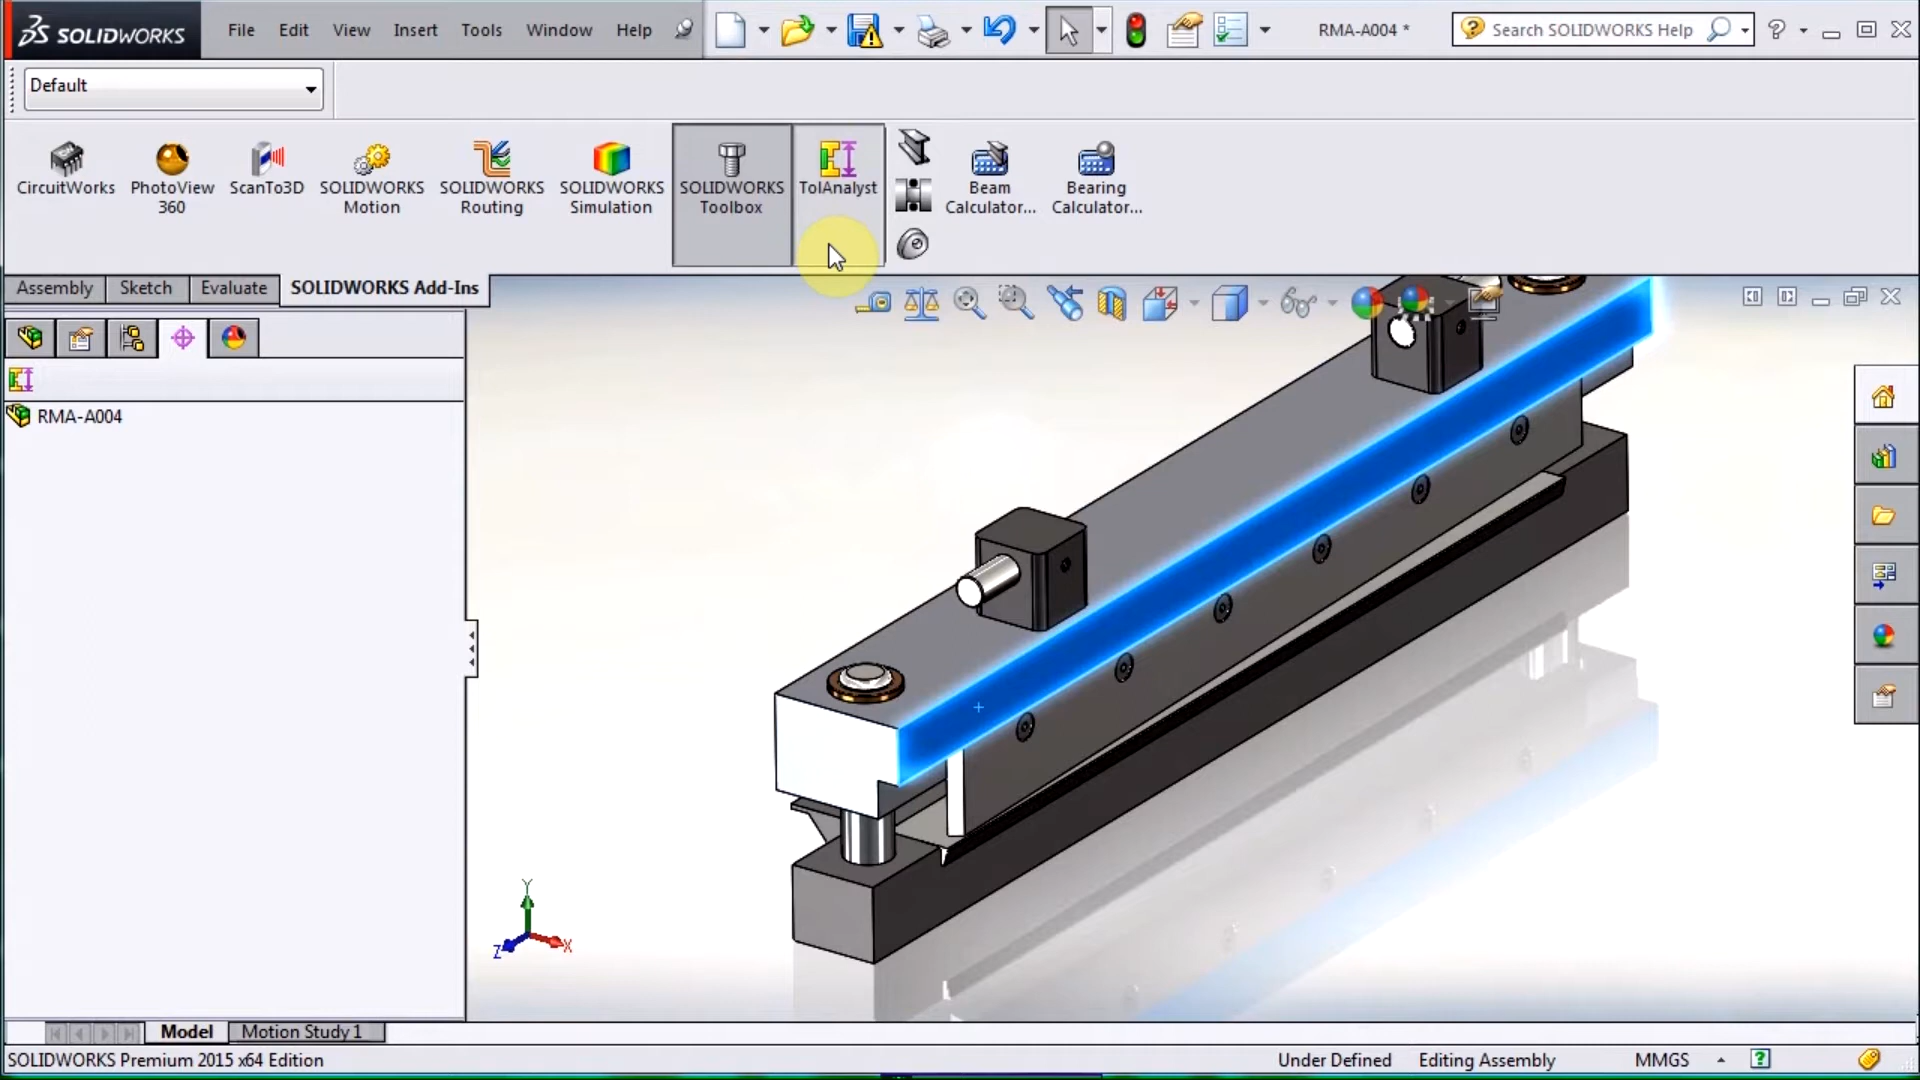 SOLIDWORKS File Edit View Insert Tools Window Help RMA-A004 * Search SOLIDWORKS Help
Default
CircuitWorks PhotoView 360 ScanTo3D SOLIDWORKS Motion SOLIDWORKS Routing SOLIDWORKS Simulation SOLIDWORKS Toolbox TolAnalyst Beam Calculator... Bearing Calculator...
Assembly Sketch Evaluate SOLIDWORKS Add-Ins
RMA-A004
Y
Z X
Model Motion Study 1
SOLIDWORKS Premium 2015 x64 Edition Under Defined Editing Assembly MMGS